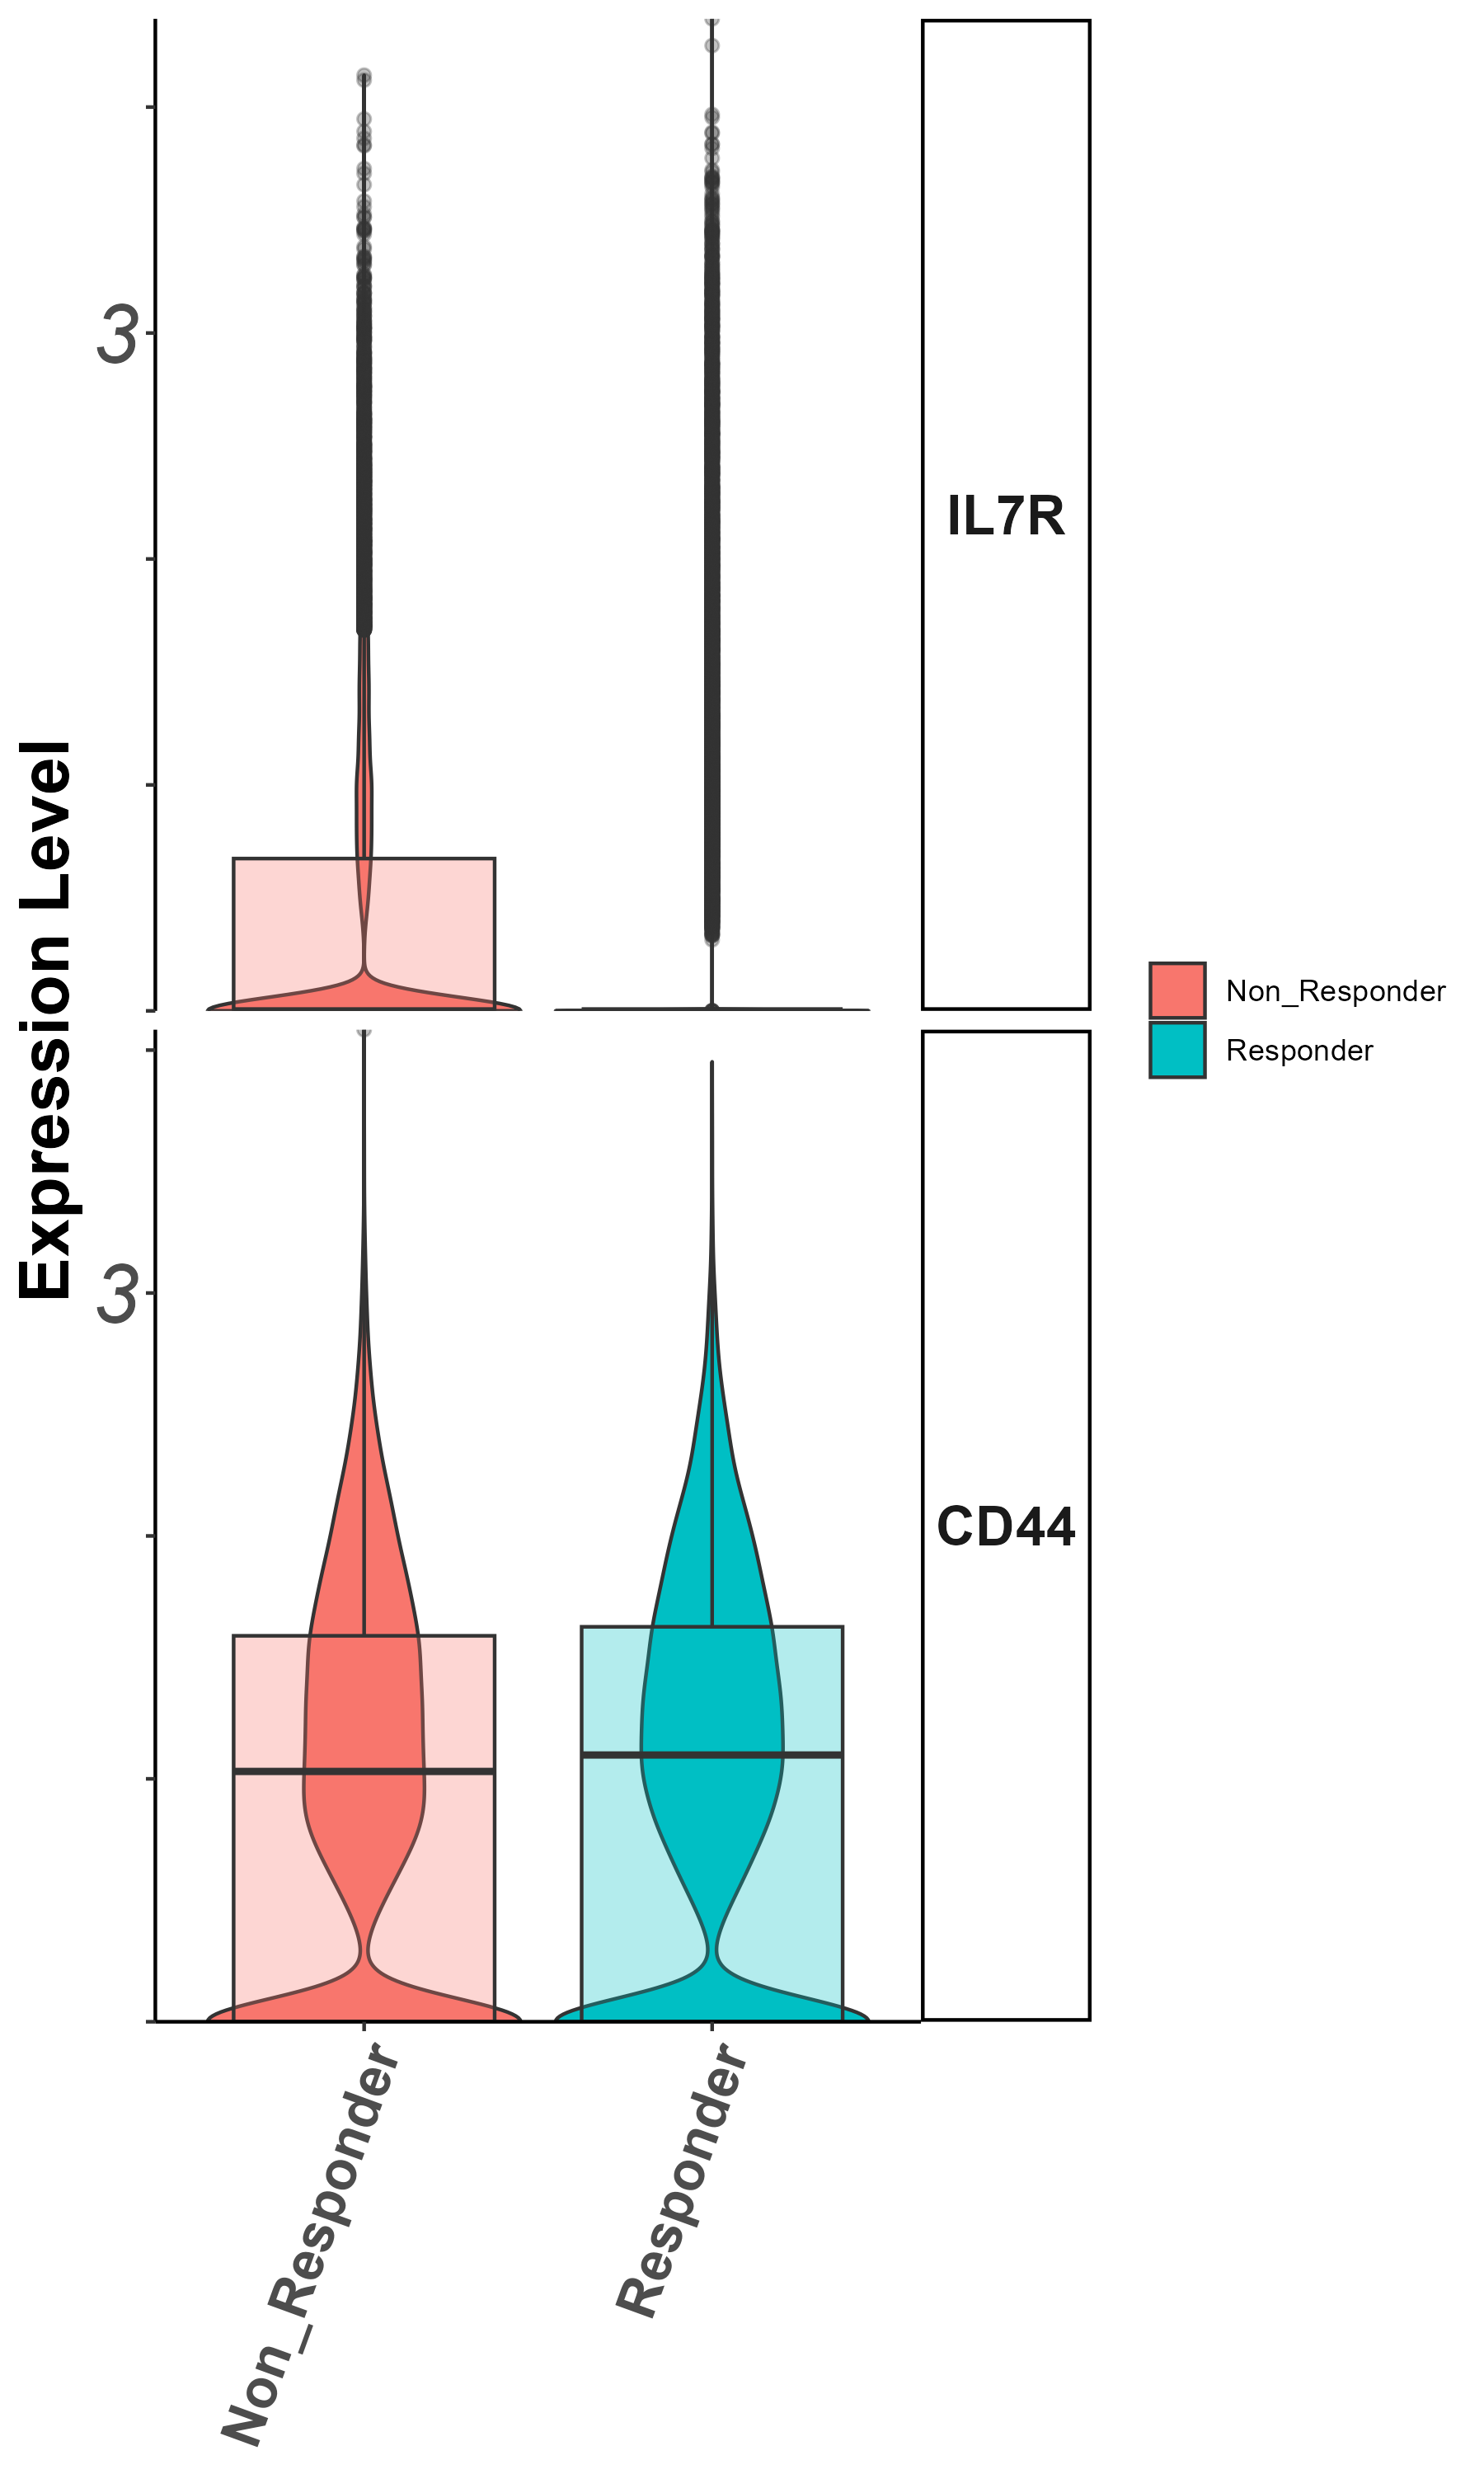 Expression Level
3
IL7R
3
CD44
Non_Responder
Responder
Non_Responder
Responder